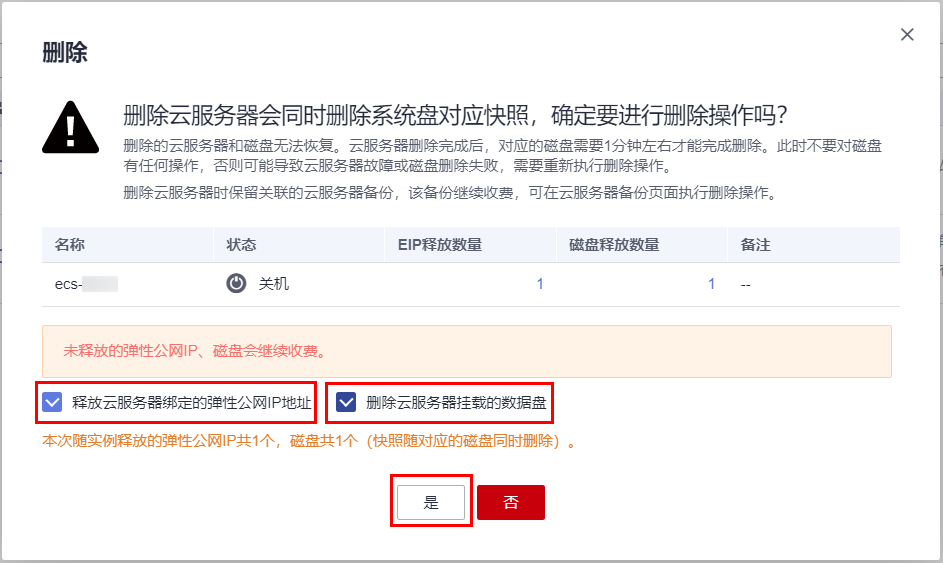 删除
删除云服务器会同时删除系统盘对应快照，确定要进行删除操作吗？
删除的云服务器和磁盘无法恢复。云服务器删除完成后，对应的磁盘需要1分钟左右才能完成删除。此时不要对磁盘
有任何操作，否则可能导致云服务器故障或磁盘删除失败，需要重新执行删除操作。
删除云服务器时保留关联的云服务器备份，该备份继续收费，可在云服务器备份页面执行删除操作。
名称 状态 EIP释放数量 磁盘释放数量 备注
ecs- 关机 1 1 --
未释放的弹性公网IP、磁盘会继续收费。
释放云服务器绑定的弹性公网IP地址 删除云服务器挂载的数据盘
本次随实例释放的弹性公网IP共1个，磁盘共1个（快照随对应的磁盘同时删除）。
是 否